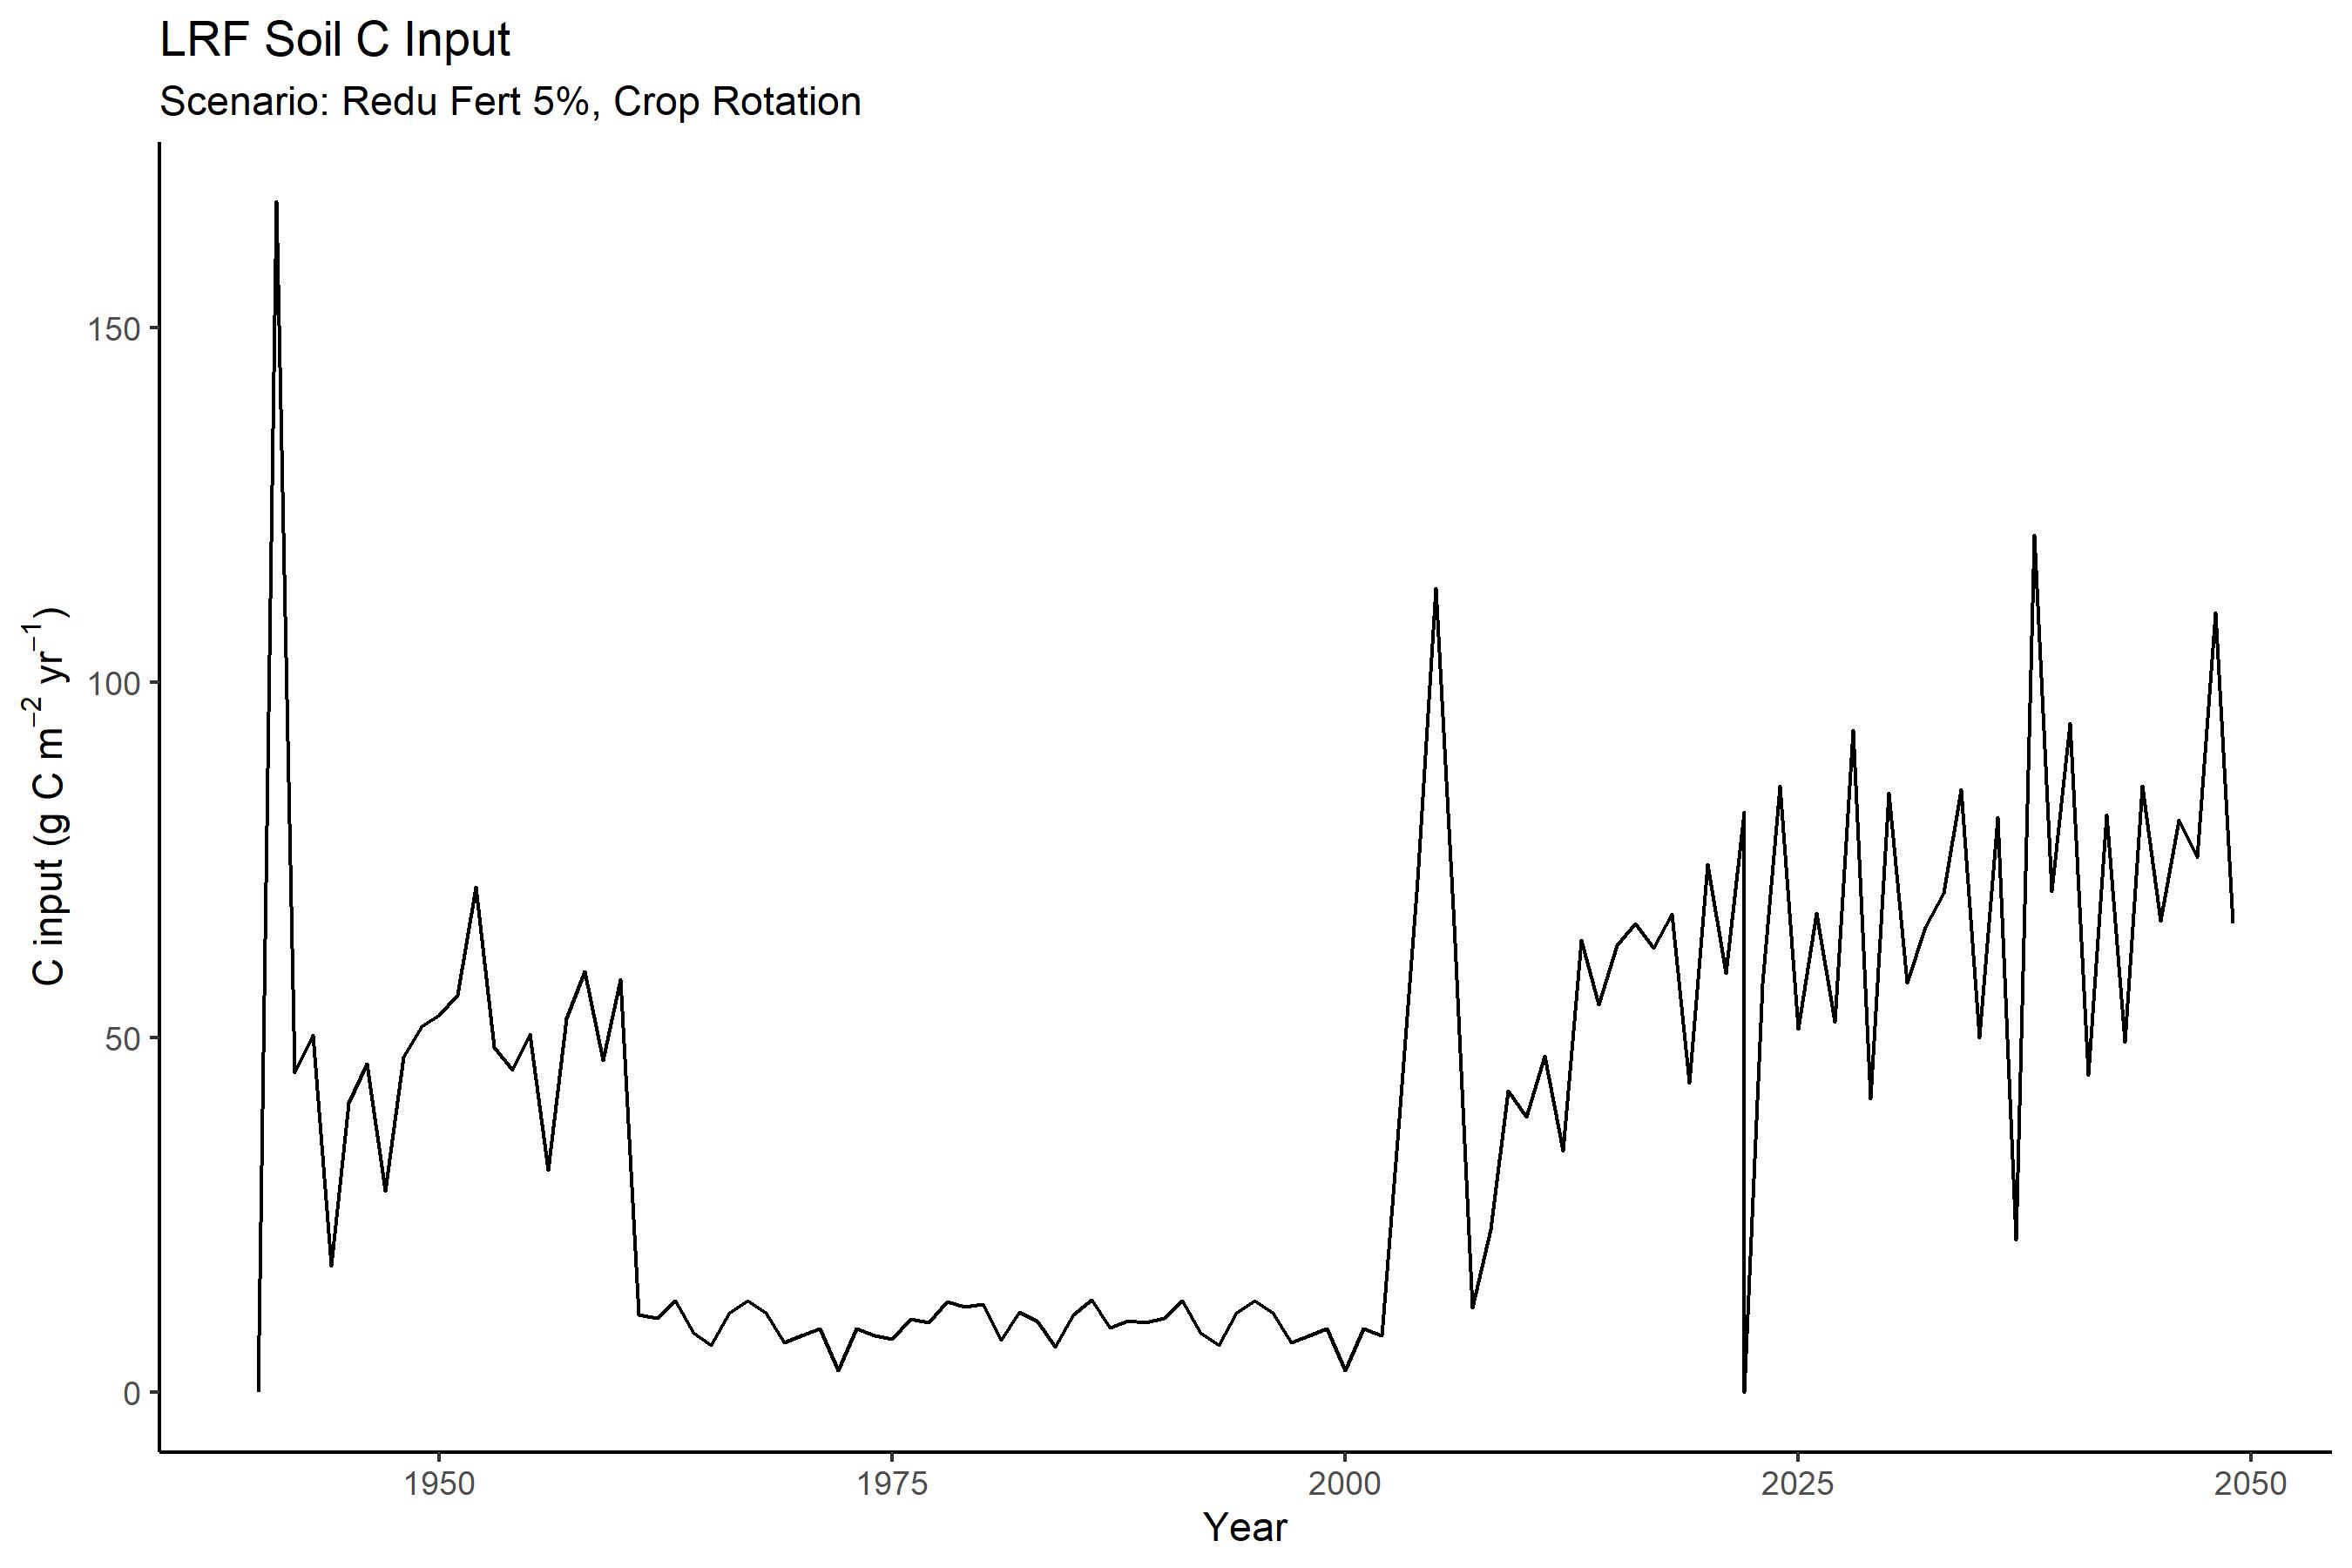 LRF Soil C Input
Scenario: Redu Fert 5%, Crop Rotation
C input (g C m⁻² yr⁻¹)
150
100
50
0
1950 1975 2000 2025 2050
Year